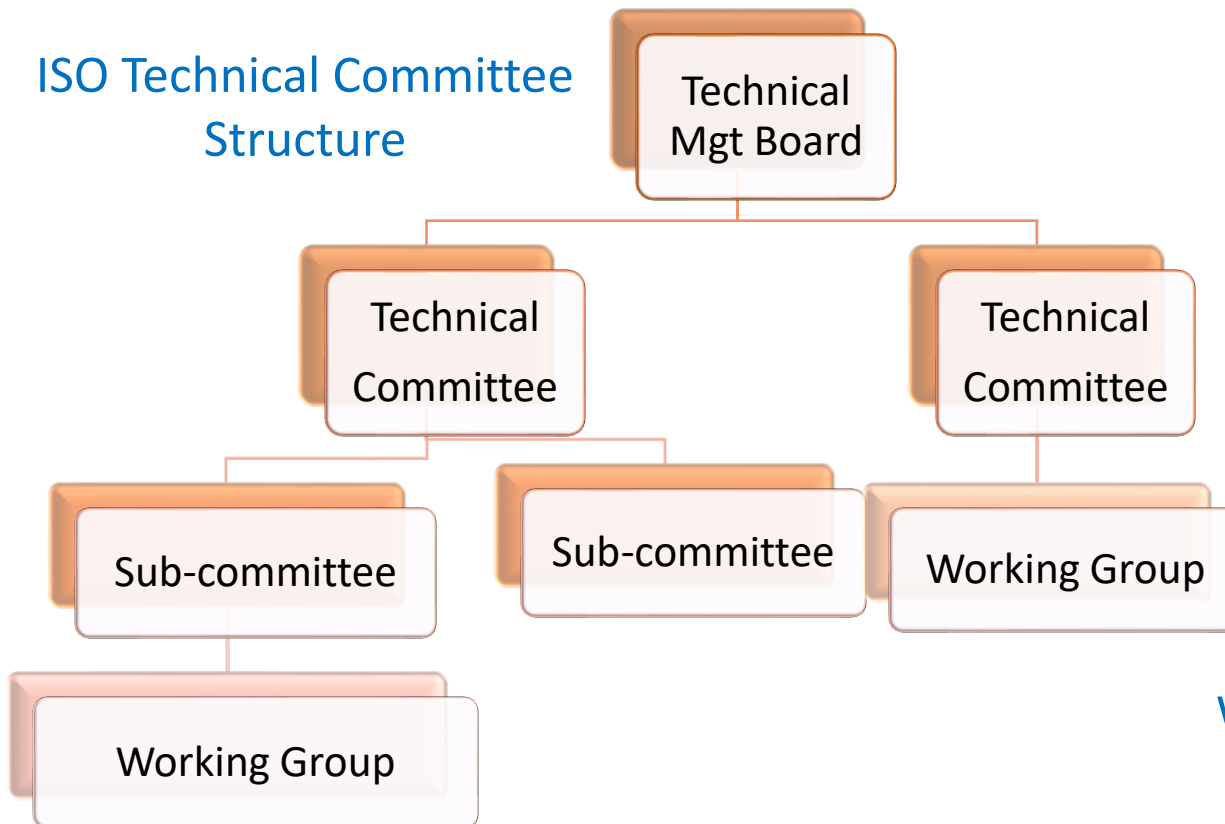 ISO Technical Committee
Structure
Technical
Mgt Board
Technical
Committee
Technical
Committee
Sub-committee
Sub-committee
Working Group
Working Group